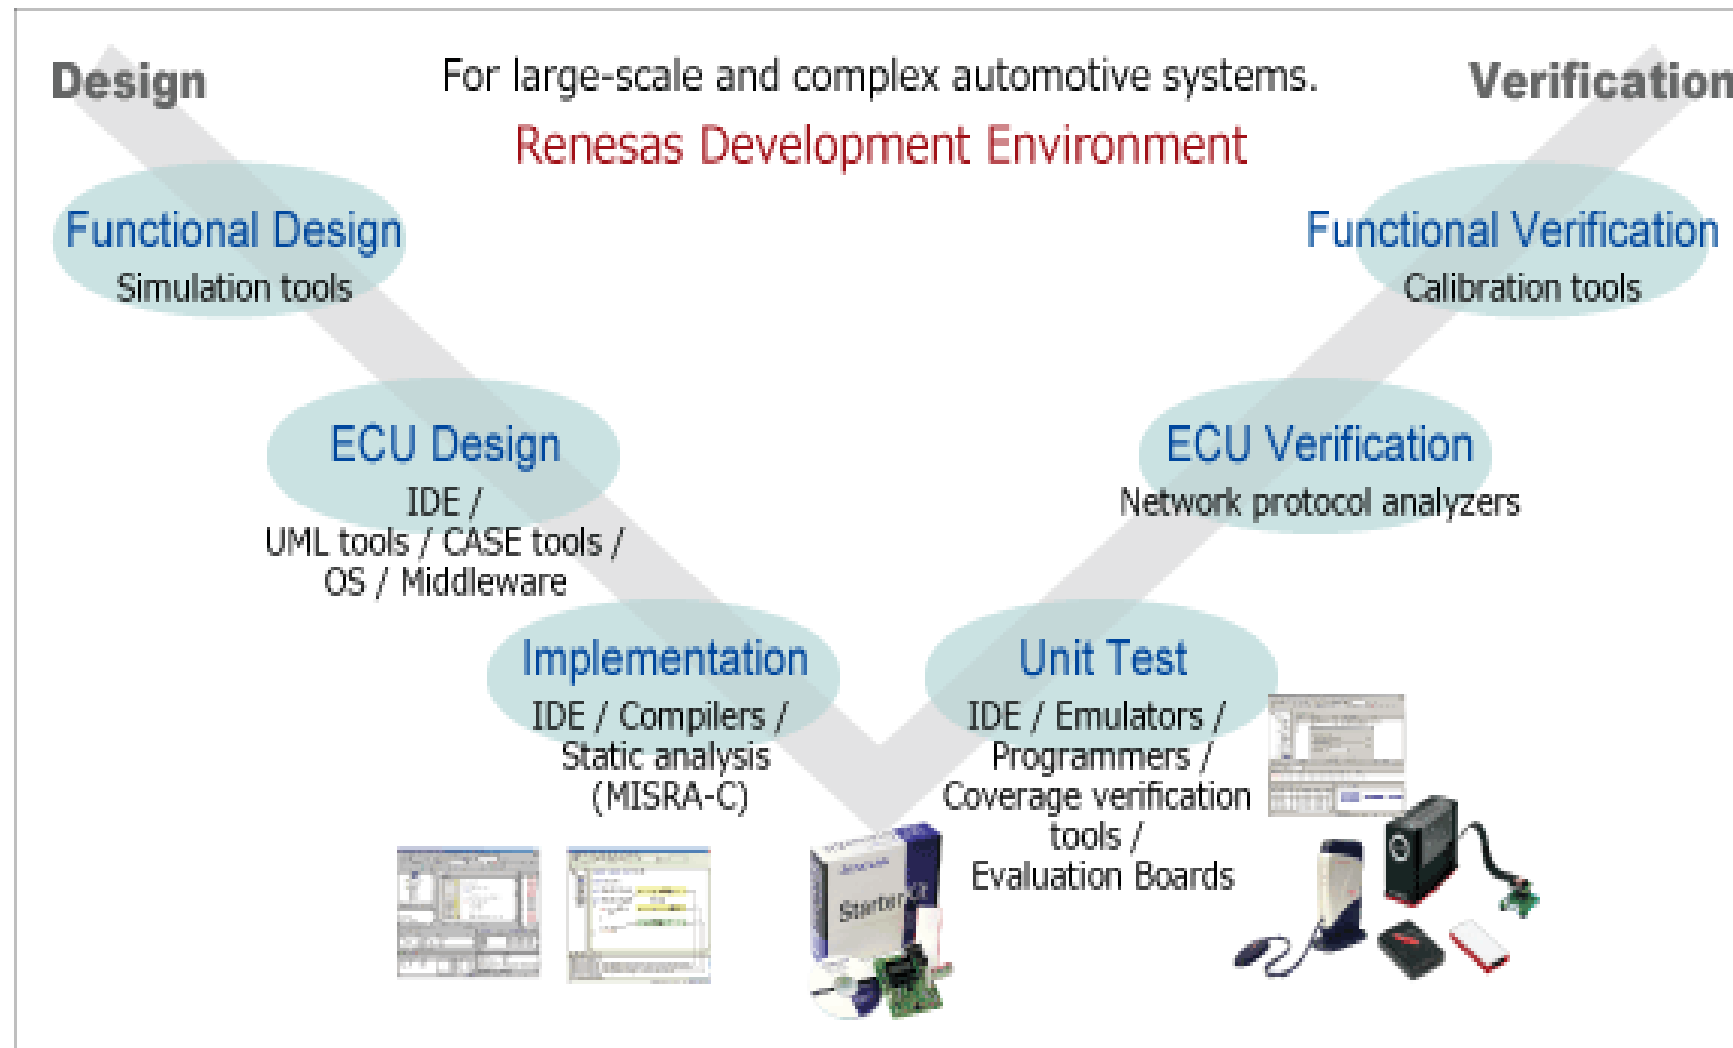 Design
For large-scale and complex automotive systems.
Verification
Renesas Development Environment
Functional Design
Simulation tools
Functional Verification
Calibration tools
ECU Design
IDE /
UML tools / CASE tools /
OS / Middleware
ECU Verification
Network protocol analyzers
Implementation
IDE / Compilers /
Static analysis
(MISRA-C)
Unit Test
IDE / Emulators /
Programmers /
Coverage verification
tools /
Evaluation Boards
Starter Kit